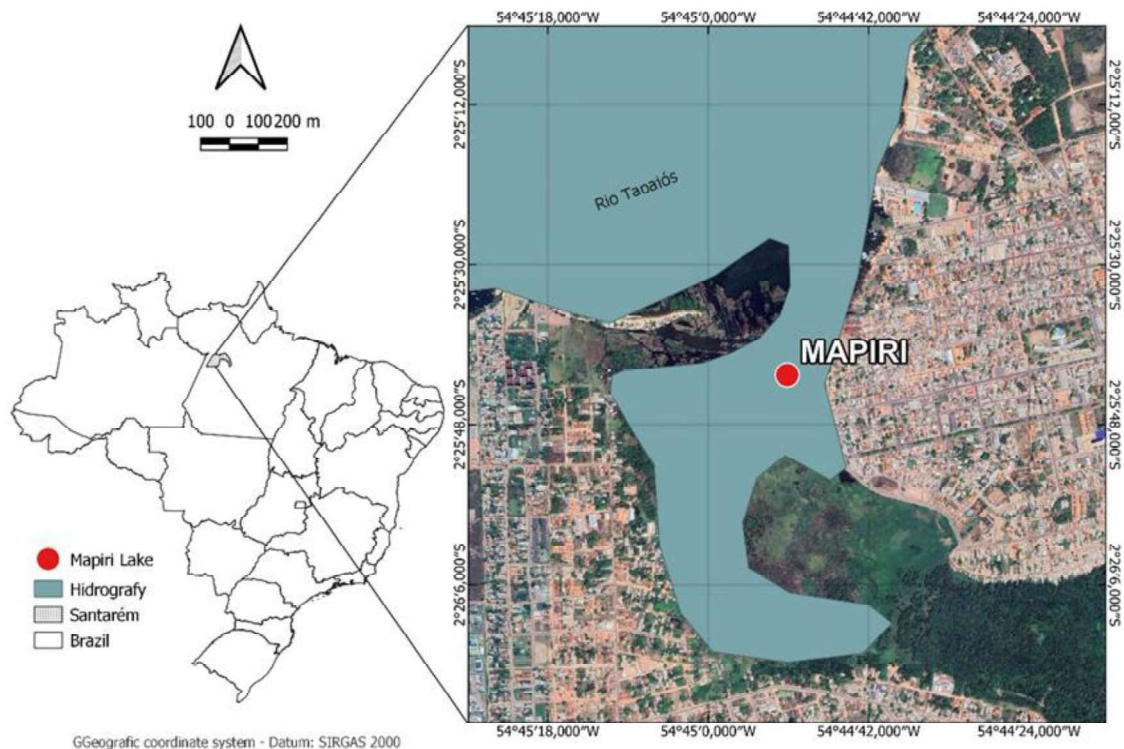 54°45'18,000"W 54°45'0,000"W 54°44'42,000"W 54°44'24,000"W
100 0 100 200 m
2°25'12,000"S
2°25'30,000"S
2°25'48,000"S
2°26'6,000"S
Rio Tapajós
MAPIRI
2°25'12,000"S
2°25'30,000"S
2°25'48,000"S
2°26'6,000"S
Mapiri Lake
Hidrografy
Santarém
Brazil
54°45'18,000"W 54°45'0,000"W 54°44'42,000"W 54°44'24,000"W
GGeografic coordinate system - Datum: SIRGAS 2000